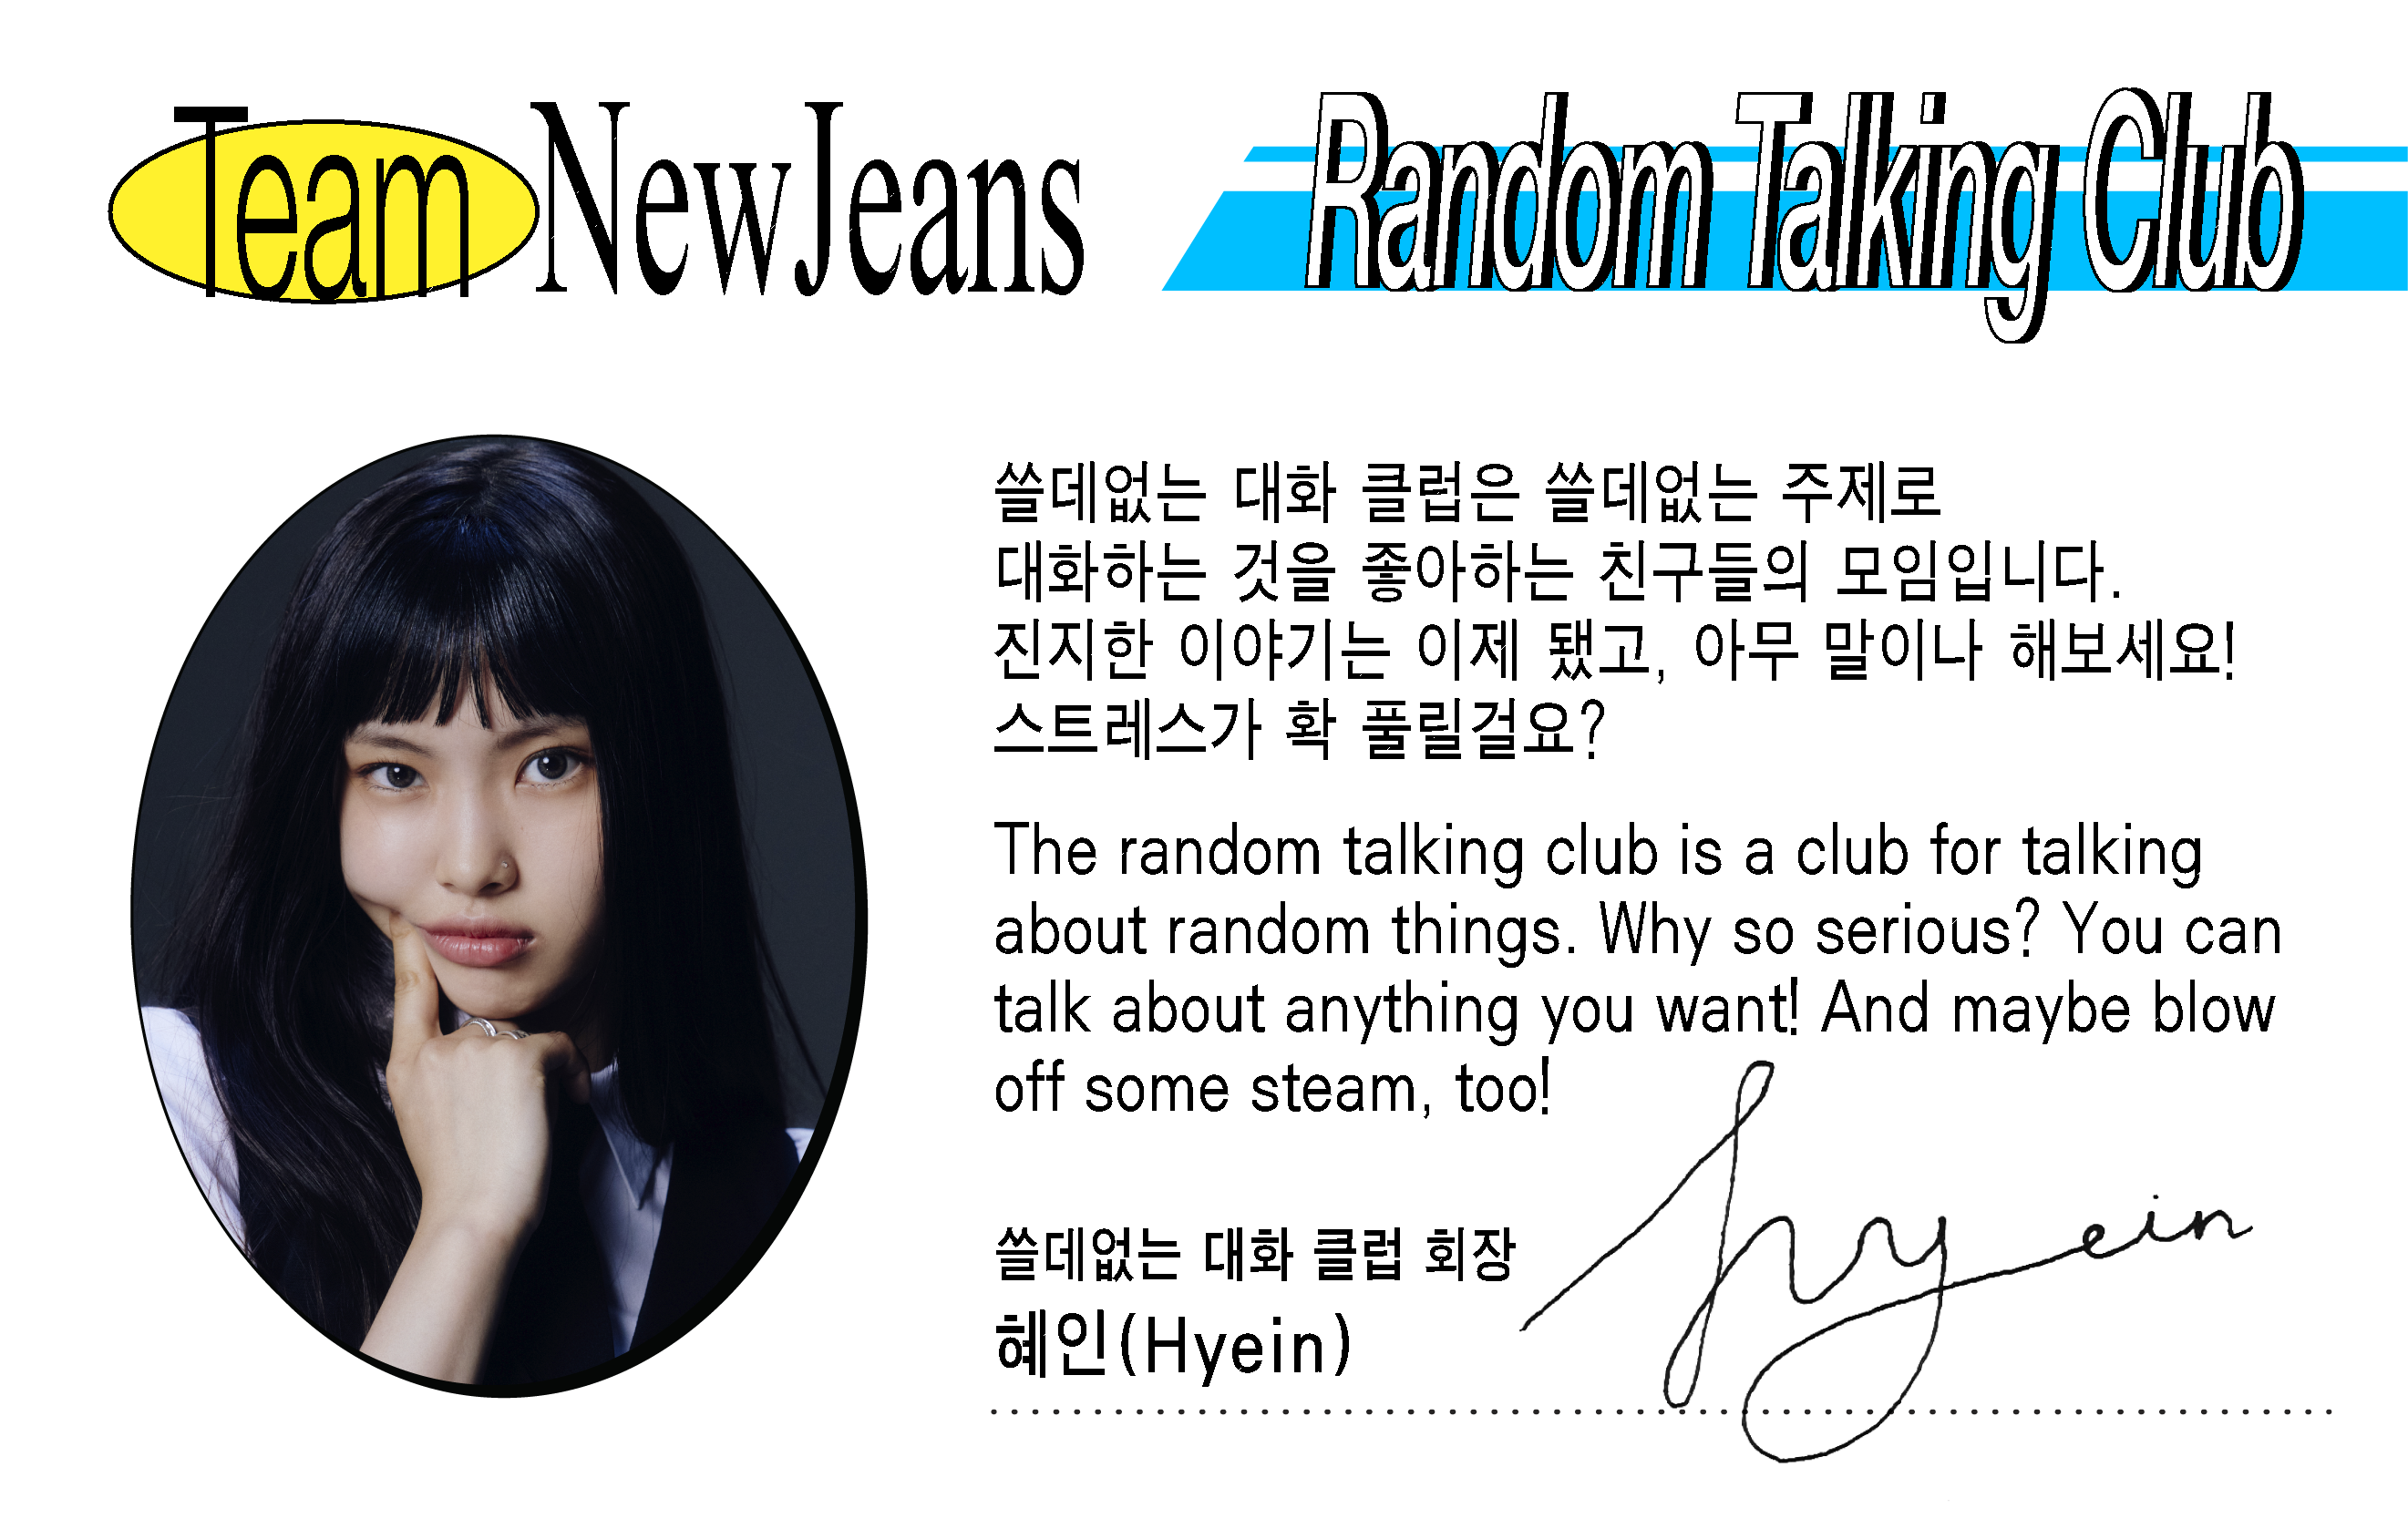 Team NewJeans
Random Talking Club
쓸데없는 대화 클럽은 쓸데없는 주제로
대화하는 것을 좋아하는 친구들의 모임입니다.
진지한 이야기는 이제 됐고, 아무 말이나 해보세요!
스트레스가 확 풀릴걸요?
The random talking club is a club for talking
about random things. Why so serious? You can
talk about anything you want! And maybe blow
off some steam, too!
쓸데없는 대화 클럽 회장
혜인(Hyein)
hyein